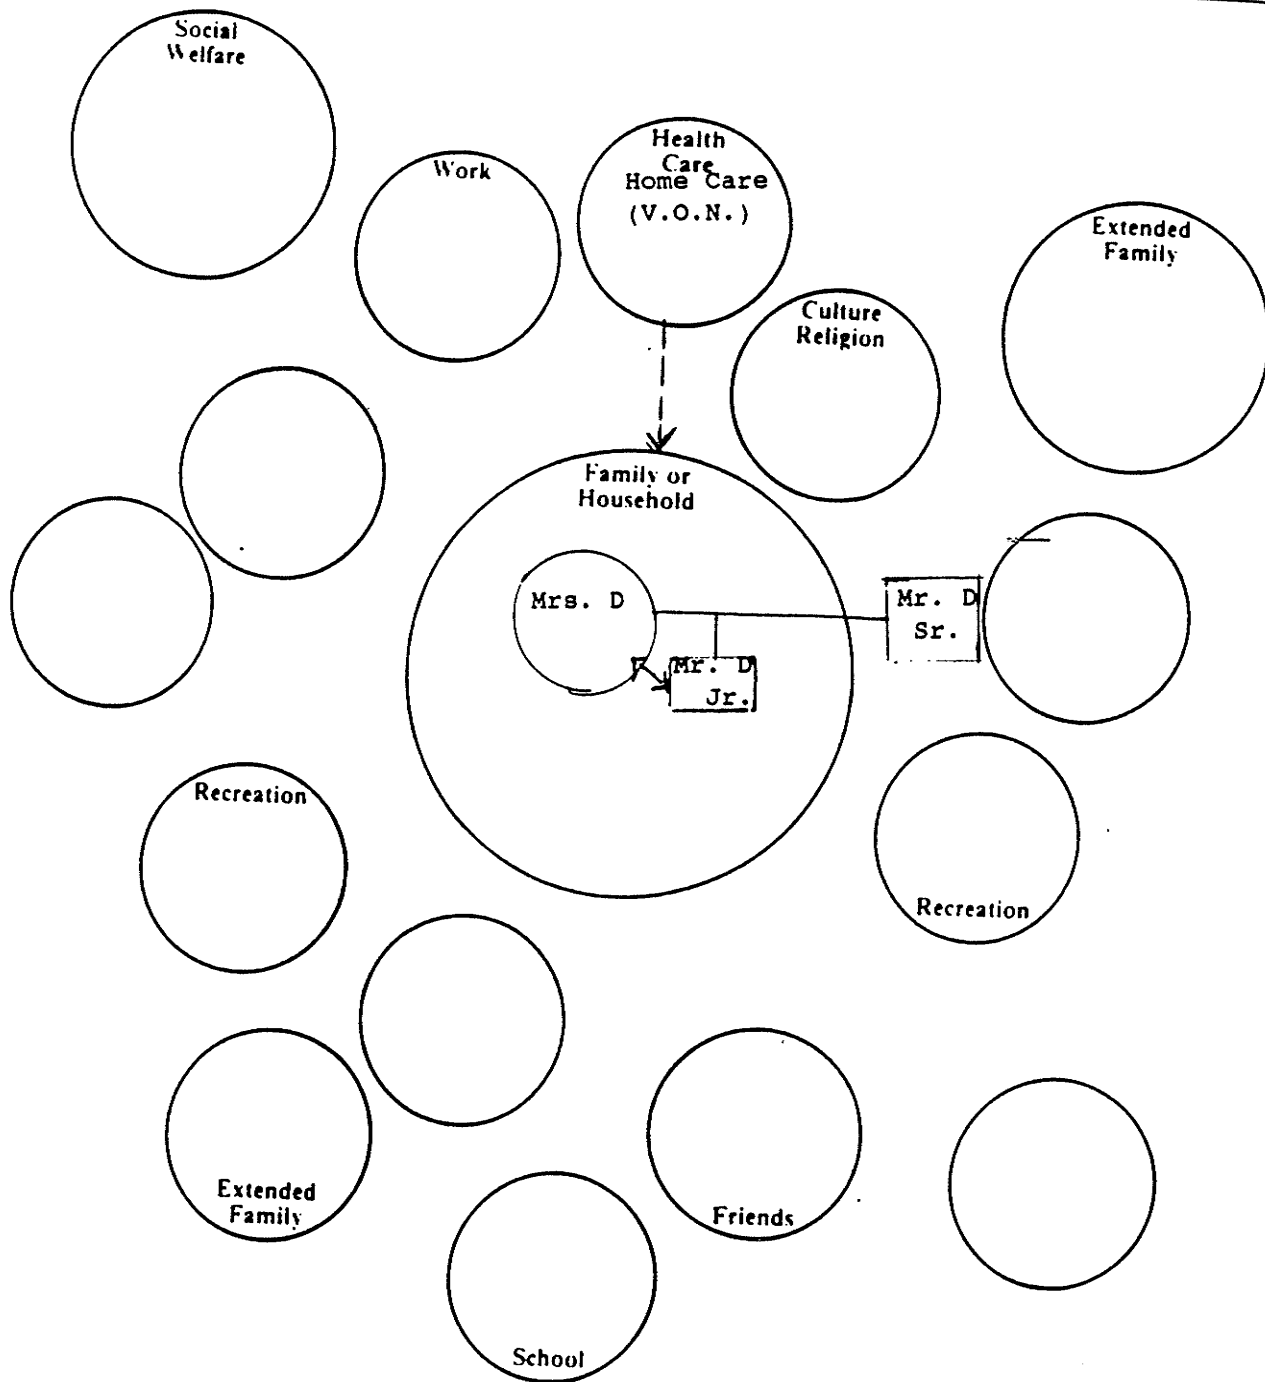 Social
Welfare
Work
Health
Care
Home Care
(V.O.N.)
Extended
Family
Culture
Religion
Family or
Household
Mrs. D
Mr. D
Sr.
Mr. D
Jr.
Recreation
Recreation
Extended
Family
Friends
School